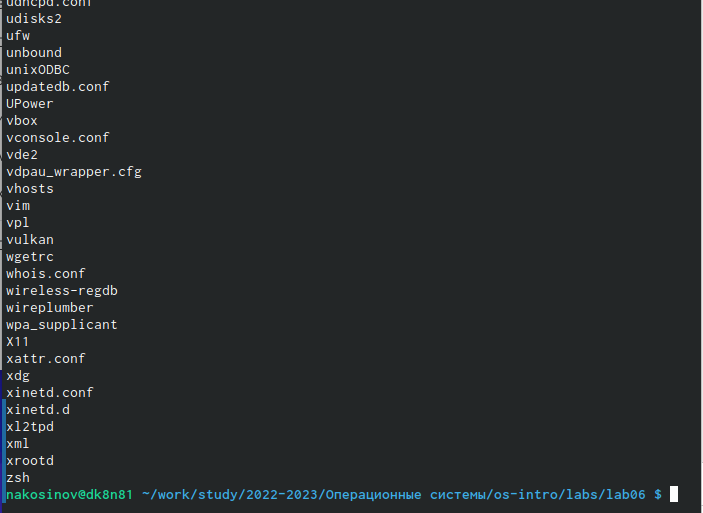 udhcpd.conf
udisks2
ufw
unbound
unixODBC
updatedb.conf
UPower
vbox
vconsole.conf
vde2
vdpau_wrapper.cfg
vhosts
vim
vpl
vulkan
wgetrc
whois.conf
wireless-regdb
wireplumber
wpa_supplicant
X11
xattr.conf
xdg
xinetd.conf
xinetd.d
xl2tpd
xml
xrootd
zsh
nakosinov@dk8n81 ~/work/study/2022-2023/Операционные системы/os-intro/labs/lab06 $